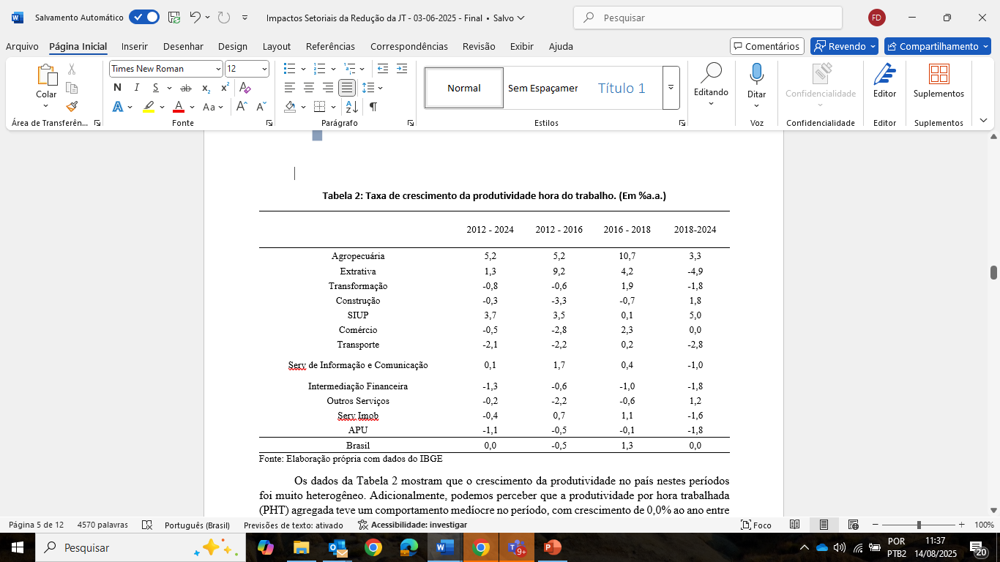 Salvamento Automático
Impactos Setoriais da Redução da JT - 03-06-2025 - Final • Salvo
Pesquisar
FD
Arquivo Página Inicial Inserir Desenhar Design Layout Referências Correspondências Revisão Exibir Ajuda
Comentários
Revendo
Compartilhamento
Colar
Times New Roman 12
N I S ab x₂ x² A
A A Aa A A
Normal
Sem Espaçamen
Título 1
Editando
Ditar
Confidencialidade
Editor
Suplementos
Área de Transferên... Fonte Parágrafo Estilos Voz Confidencialidade Editor Suplementos
Tabela 2: Taxa de crescimento da produtividade hora do trabalho. (Em %a.a.)
2012 - 2024 2012 - 2016 2016 - 2018 2018-2024
Agropecuária 5,2 5,2 10,7 3,3
Extrativa 1,3 9,2 4,2 -4,9
Transformação -0,8 -0,6 1,9 -1,8
Construção -0,3 -3,3 -0,7 1,8
SIUP 3,7 3,5 0,1 5,0
Comércio -0,5 -2,8 2,3 0,0
Transporte -2,1 -2,2 0,2 -2,8
Serv de Informação e Comunicação 0,1 1,7 0,4 -1,0
Intermediação Financeira -1,3 -0,6 -1,0 -1,8
Outros Serviços -0,2 -2,2 -0,6 1,2
Serv Imob -0,4 0,7 1,1 -1,6
APU -1,1 -0,5 -0,1 -1,8
Brasil 0,0 -0,5 1,3 0,0
Fonte: Elaboração própria com dados do IBGE
Os dados da Tabela 2 mostram que o crescimento da produtividade no país nestes períodos
foi muito heterogêneo. Adicionalmente, podemos perceber que a produtividade por hora trabalhada
(PHT) agregada teve um comportamento medíocre no período, com crescimento de 0,0% ao ano entre
Página 5 de 12 4570 palavras Português (Brasil) Previsões de texto: ativado Acessibilidade: investigar Foco 100%
Pesquisar
9+
POR
PTB2
11:37
14/08/2025
20